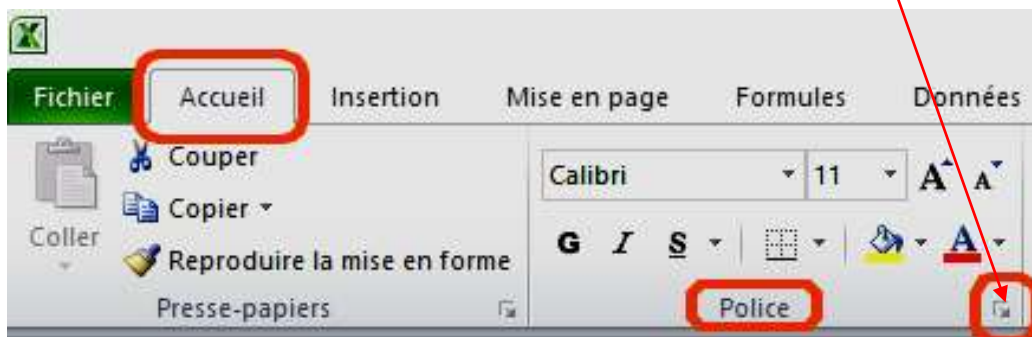 Fichier Accueil Insertion Mise en page Formules Données
Couper
Copier
Coller
Reproduire la mise en forme
Presse-papiers
Calibri 11 A A
G I S A
Police